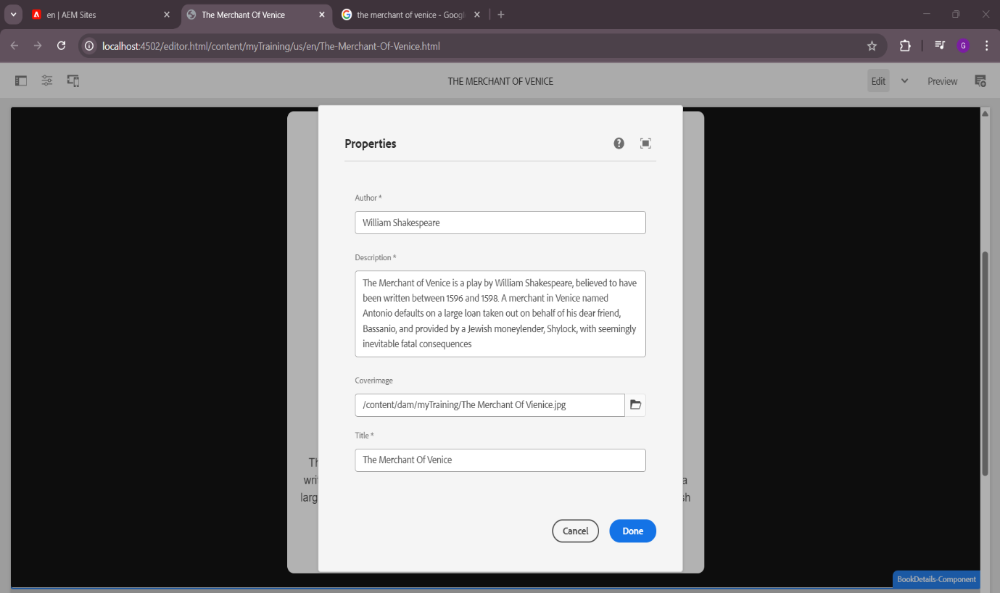 en | AEM Sites
The Merchant Of Venice
the merchant of venice - Googl
localhost:4502/editor.html/content/myTraining/us/en/The-Merchant-Of-Venice.html
G
THE MERCHANT OF VENICE
Edit
Preview
Properties
Author *
William Shakespeare
Description *
The Merchant of Venice is a play by William Shakespeare, believed to have
been written between 1596 and 1598. A merchant in Venice named
Antonio defaults on a large loan taken out on behalf of his dear friend,
Bassanio, and provided by a Jewish moneylender, Shylock, with seemingly
inevitable fatal consequences
Coverimage
/content/dam/myTraining/The Merchant Of Vienice.jpg
Title *
The Merchant Of Venice
Cancel
Done
BookDetails-Component